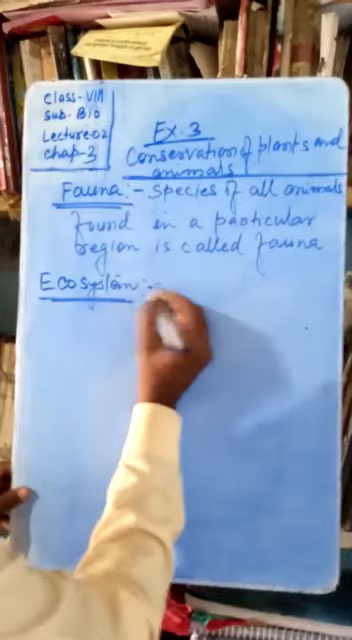 Class-VIII
Sub. Bio
Lecture-02
Chap-3
Ex. 3
Conservation of plants and
animals
Fauna:- Species of all animals
found in a particular
region is called fauna
Ecosystem:-